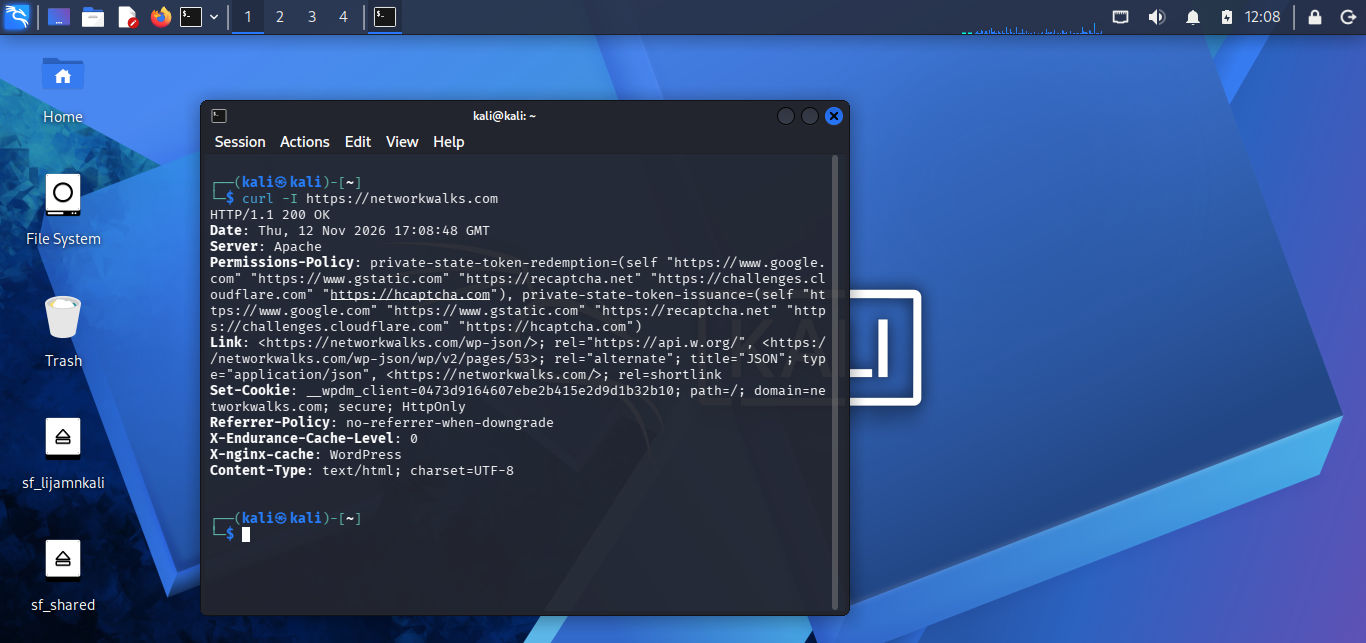 1 2 3 4
12:08
Home
File System
Trash
sf_lijamnkali
sf_shared
kali@kali: ~
Session Actions Edit View Help
┌──(kali㉿kali)-[~]
└─$ curl -I https://networkwalks.com
HTTP/1.1 200 OK
Date: Thu, 12 Nov 2026 17:08:48 GMT
Server: Apache
Permissions-Policy: private-state-token-redemption=(self "https://www.google.
com" "https://www.gstatic.com" "https://recaptcha.net" "https://challenges.cl
oudflare.com" "https://hcaptcha.com"), private-state-token-issuance=(self "ht
tps://www.google.com" "https://www.gstatic.com" "https://recaptcha.net" "http
s://challenges.cloudflare.com" "https://hcaptcha.com")
Link: <https://networkwalks.com/wp-json/>; rel="https://api.w.org/", <https:/
/networkwalks.com/wp-json/wp/v2/pages/53>; rel="alternate"; title="JSON"; typ
e="application/json", <https://networkwalks.com/>; rel=shortlink
Set-Cookie: __wpdm_client=0473d9164607ebe2b415e2d9d1b32b10; path=/; domain=ne
tworkwalks.com; secure; HttpOnly
Referrer-Policy: no-referrer-when-downgrade
X-Endurance-Cache-Level: 0
X-nginx-cache: WordPress
Content-Type: text/html; charset=UTF-8
┌──(kali㉿kali)-[~]
└─$
KALI